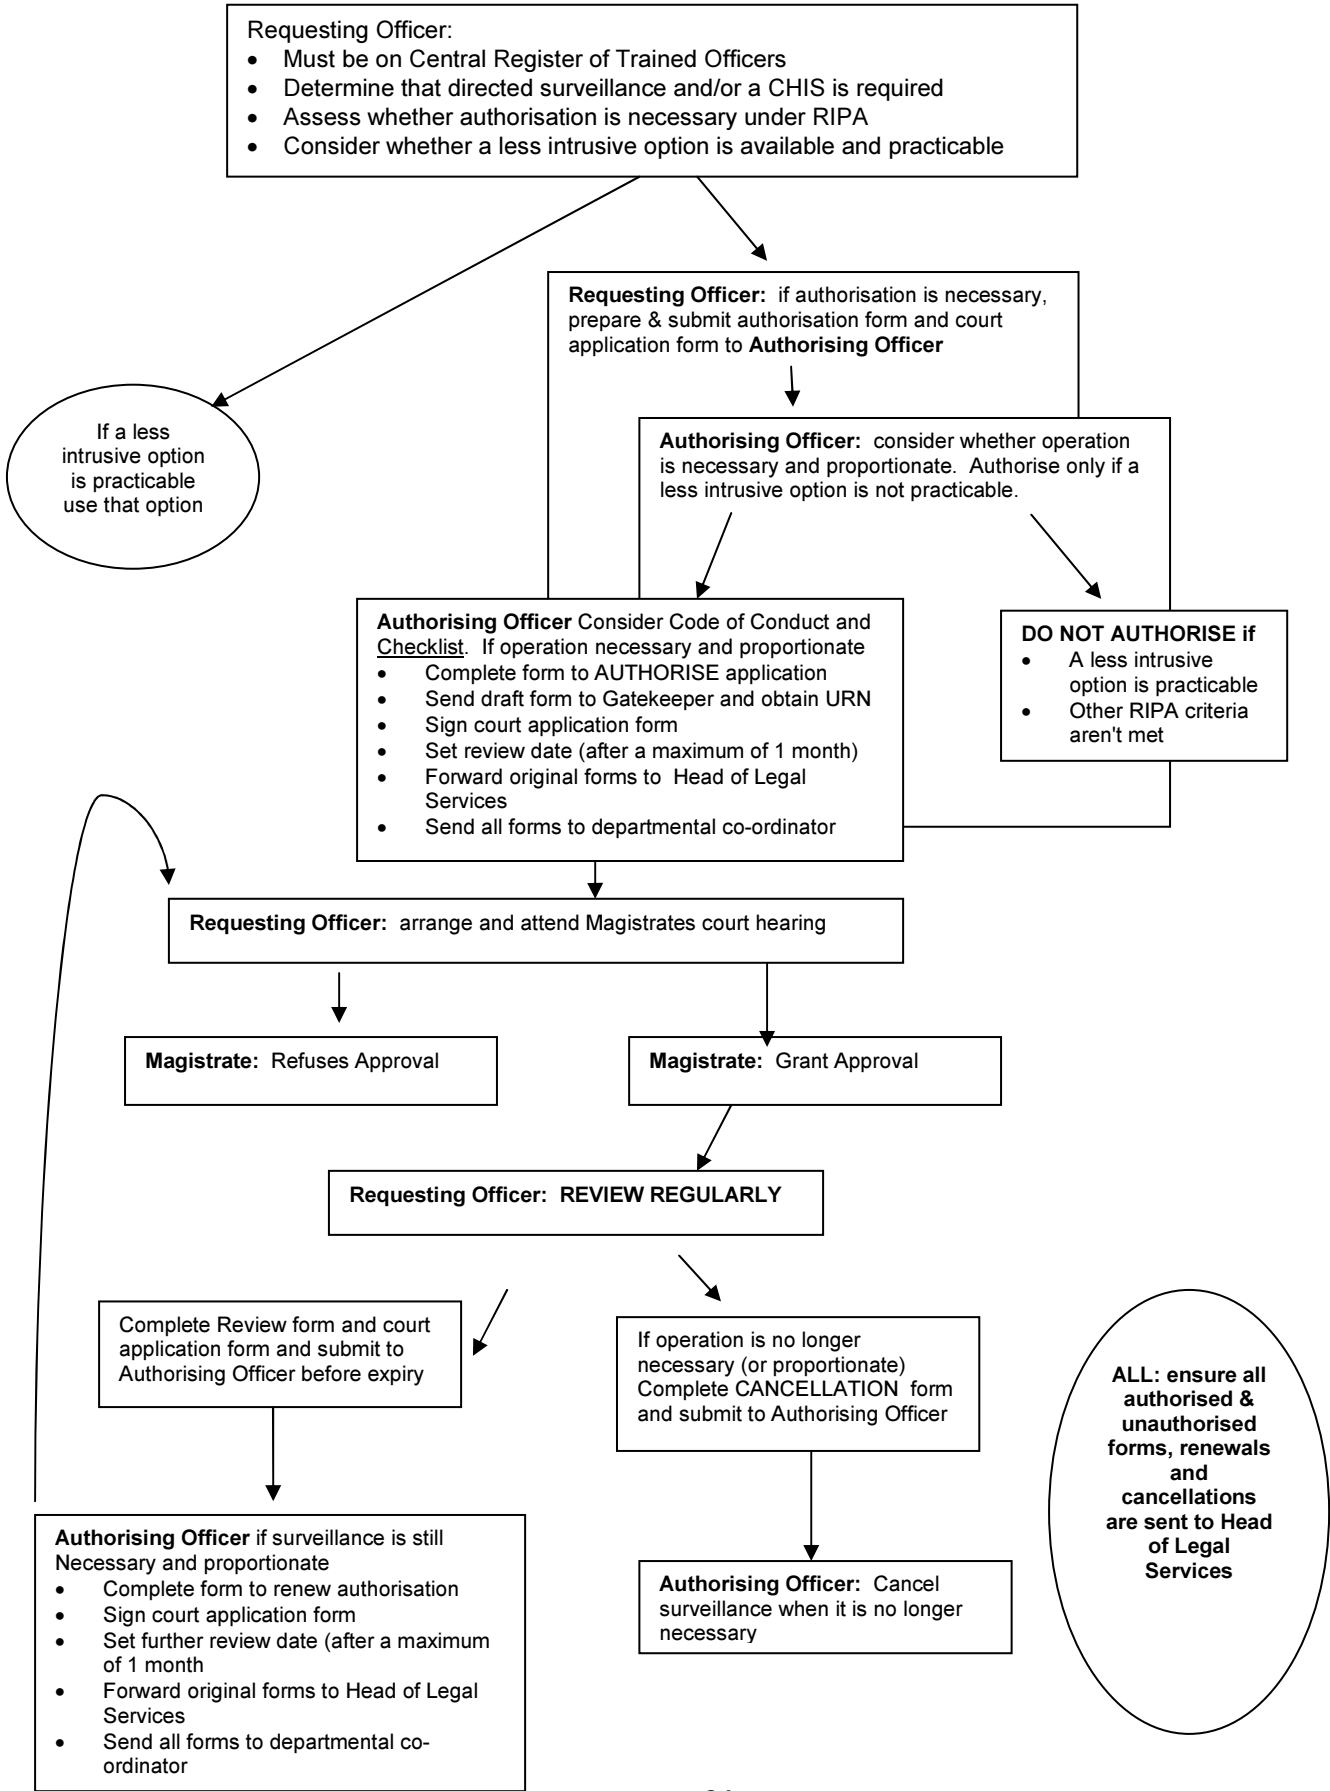 Requesting Officer:
• Must be on Central Register of Trained Officers
• Determine that directed surveillance and/or a CHIS is required
• Assess whether authorisation is necessary under RIPA
• Consider whether a less intrusive option is available and practicable
Requesting Officer: if authorisation is necessary,
prepare & submit authorisation form and court
application form to Authorising Officer
If a less
intrusive option
is practicable
use that option
Authorising Officer: consider whether operation
is necessary and proportionate. Authorise only if a
less intrusive option is not practicable.
Authorising Officer Consider Code of Conduct and
Checklist. If operation necessary and proportionate
• Complete form to AUTHORISE application
• Send draft form to Gatekeeper and obtain URN
• Sign court application form
• Set review date (after a maximum of 1 month)
• Forward original forms to Head of Legal
Services
• Send all forms to departmental co-ordinator
DO NOT AUTHORISE if
• A less intrusive
option is practicable
• Other RIPA criteria
aren't met
Requesting Officer: arrange and attend Magistrates court hearing
Magistrate: Refuses Approval
Magistrate: Grant Approval
Requesting Officer: REVIEW REGULARLY
Complete Review form and court
application form and submit to
Authorising Officer before expiry
If operation is no longer
necessary (or proportionate)
Complete CANCELLATION form
and submit to Authorising Officer
ALL: ensure all
authorised &
unauthorised
forms, renewals
and
cancellations
are sent to Head
of Legal
Services
Authorising Officer if surveillance is still
Necessary and proportionate
• Complete form to renew authorisation
• Sign court application form
• Set further review date (after a maximum
of 1 month
• Forward original forms to Head of Legal
Services
• Send all forms to departmental co-
ordinator
Authorising Officer: Cancel
surveillance when it is no longer
necessary